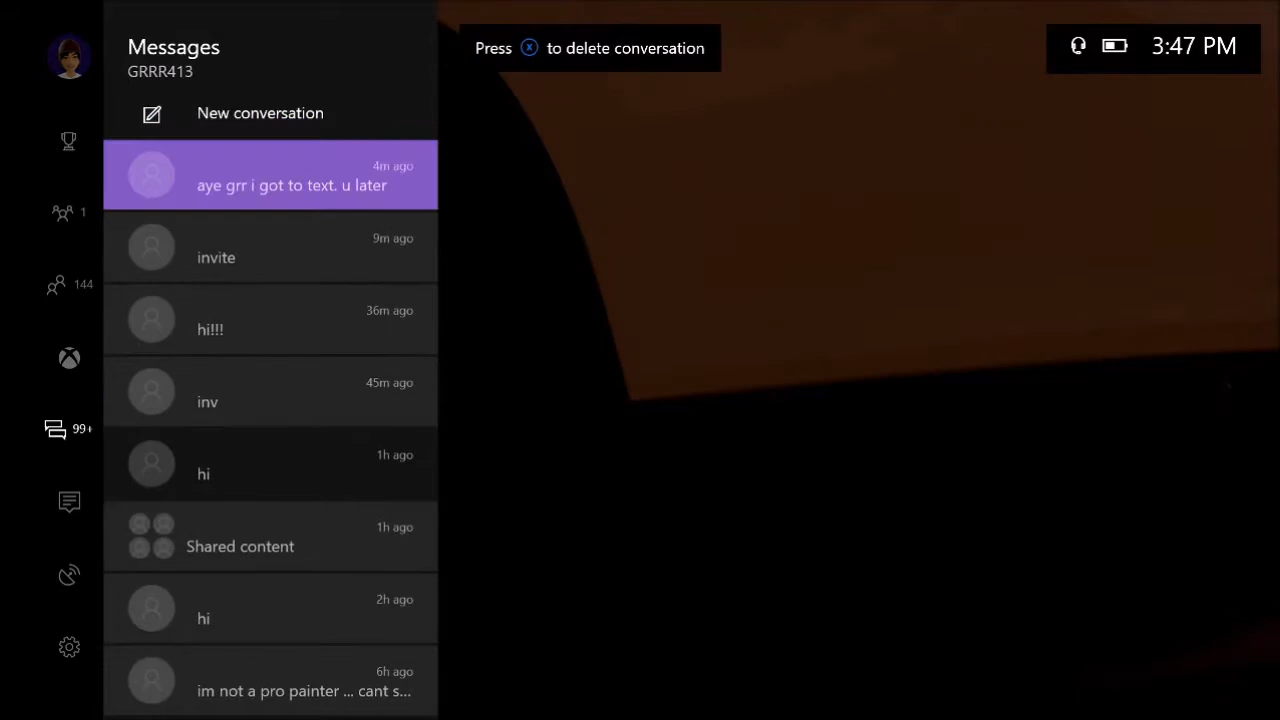 Messages
GRRR413
New conversation
4m ago
aye grr i got to text. u later
9m ago
invite
36m ago
hi!!!
45m ago
inv
1h ago
hi
1h ago
Shared content
2h ago
hi
6h ago
im not a pro painter ... cant s...
1
144
99+
Press X to delete conversation
3:47 PM